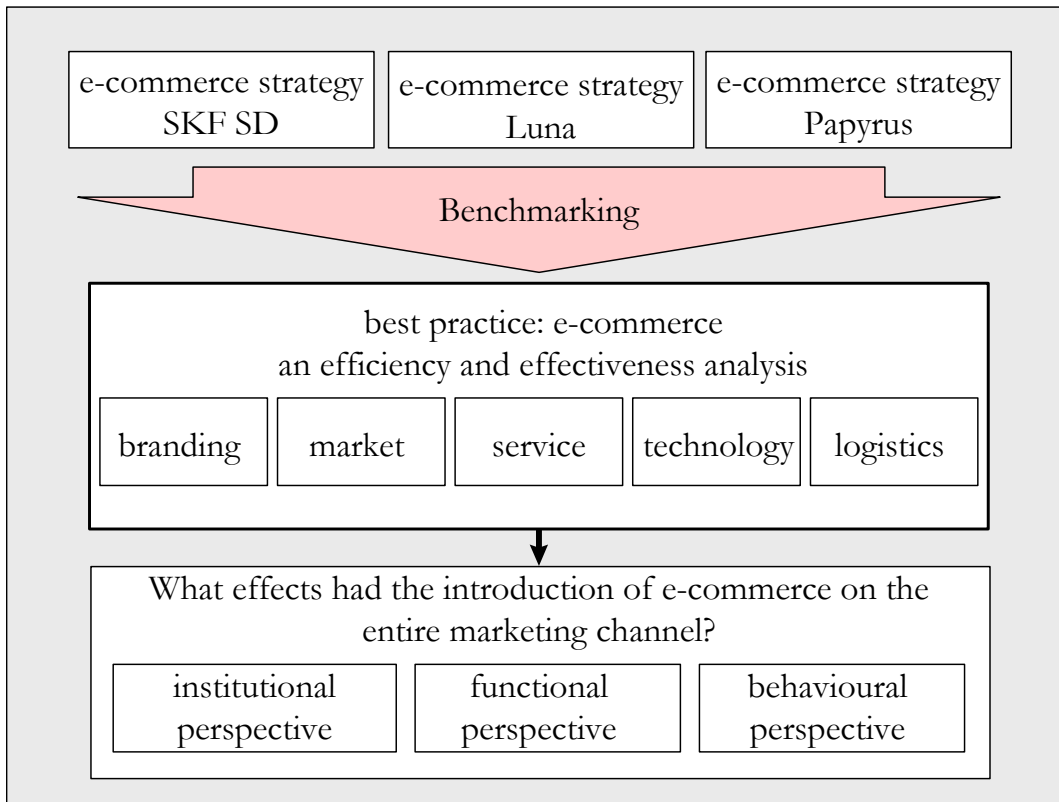 e-commerce strategy
SKF SD
e-commerce strategy
Luna
e-commerce strategy
Papyrus
Benchmarking
best practice: e-commerce
an efficiency and effectiveness analysis
branding
market
service
technology
logistics
What effects had the introduction of e-commerce on the
entire marketing channel?
institutional
perspective
functional
perspective
behavioural
perspective